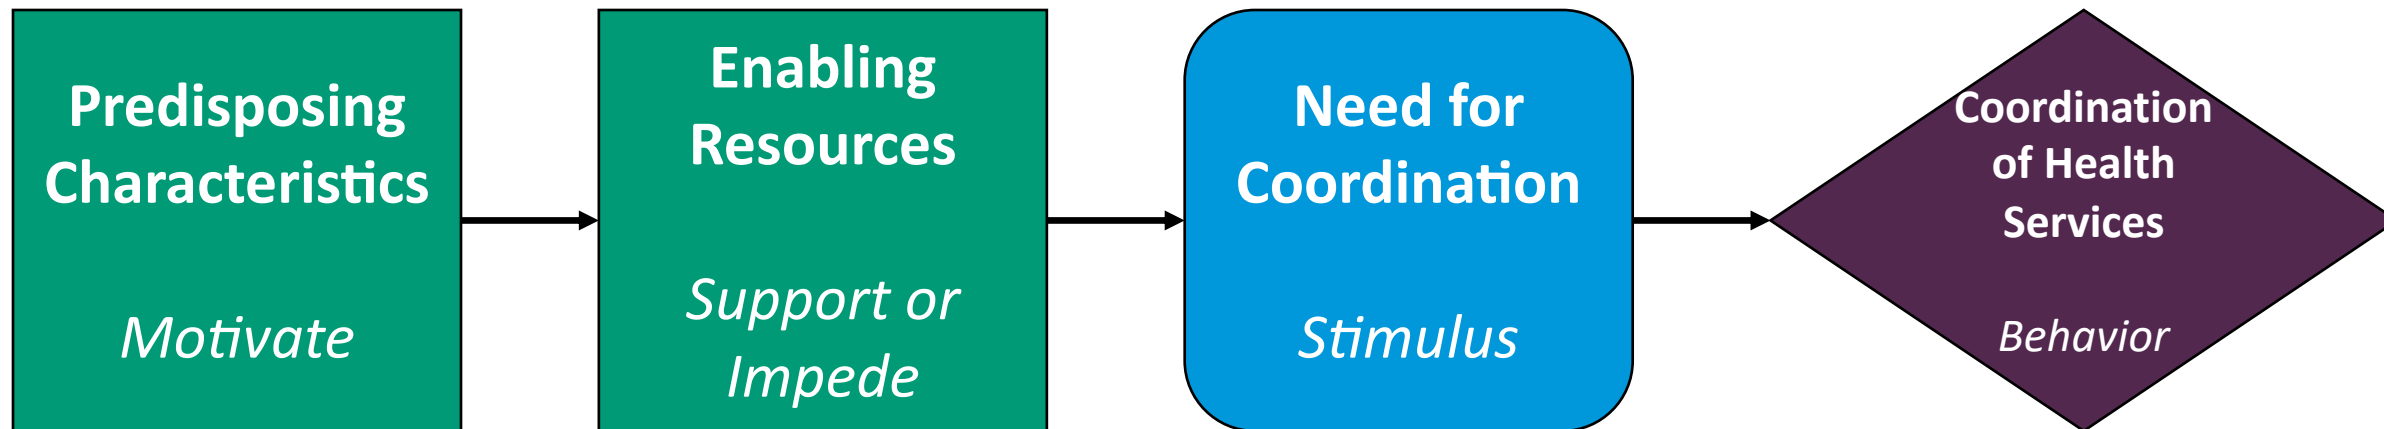 Predisposing
Characteristics
Motivate
Enabling
Resources
Support or
Impede
Need for
Coordination
Stimulus
Coordination
of Health
Services
Behavior